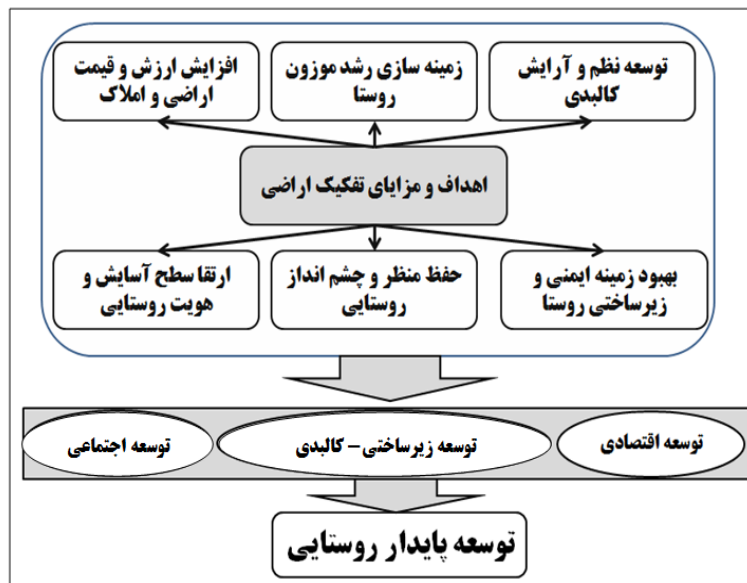 توسعه نظم و آرایش
کالبدی
زمینه سازی رشد موزون
روستا
افزایش ارزش و قیمت
اراضی و املاک
اهداف و مزایای تفکیک اراضی
بهبود زمینه ایمنی و
زیرساختی روستا
حفظ منظر و چشم انداز
روستایی
ارتقا سطح آسایش و
هویت روستایی
توسعه اقتصادی
توسعه زیرساختی- کالبدی
توسعه اجتماعی
توسعه پایدار روستایی